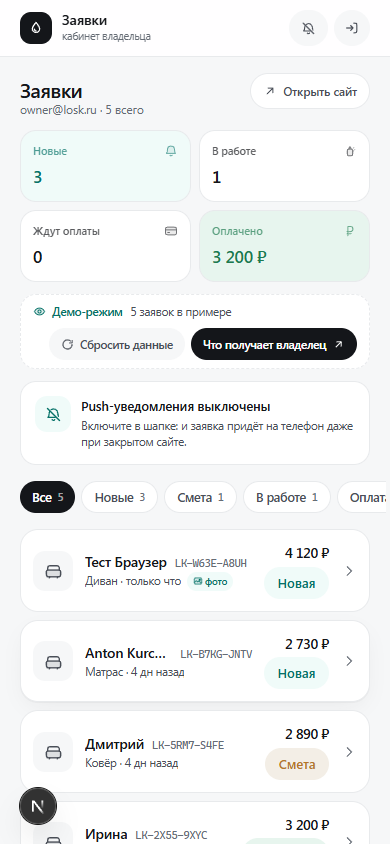 Заявки
кабинет владельца
Заявки
Открыть сайт
owner@losk.ru · 5 всего
Новые
3
В работе
1
Ждут оплаты
0
Оплачено
₽
3 200 ₽
Демо-режим 5 заявок в примере
Сбросить данные
Что получает владелец
Push-уведомления выключены
Включите в шапке: и заявка придёт на телефон даже
при закрытом сайте.
Все 5 Новые 3 Смета 1 В работе 1 Оплата
Тест Браузер LK-W63E-A8UH
4 120 ₽
Диван · только что фото
Новая
Anton Kurc... LK-B7KG-JNTV
2 730 ₽
Матрас · 4 дн назад
Новая
Дмитрий LK-5RM7-S4FE
2 890 ₽
Ковёр · 4 дн назад
Смета
N
Ирина LK-2X55-9XYC
3 200 ₽